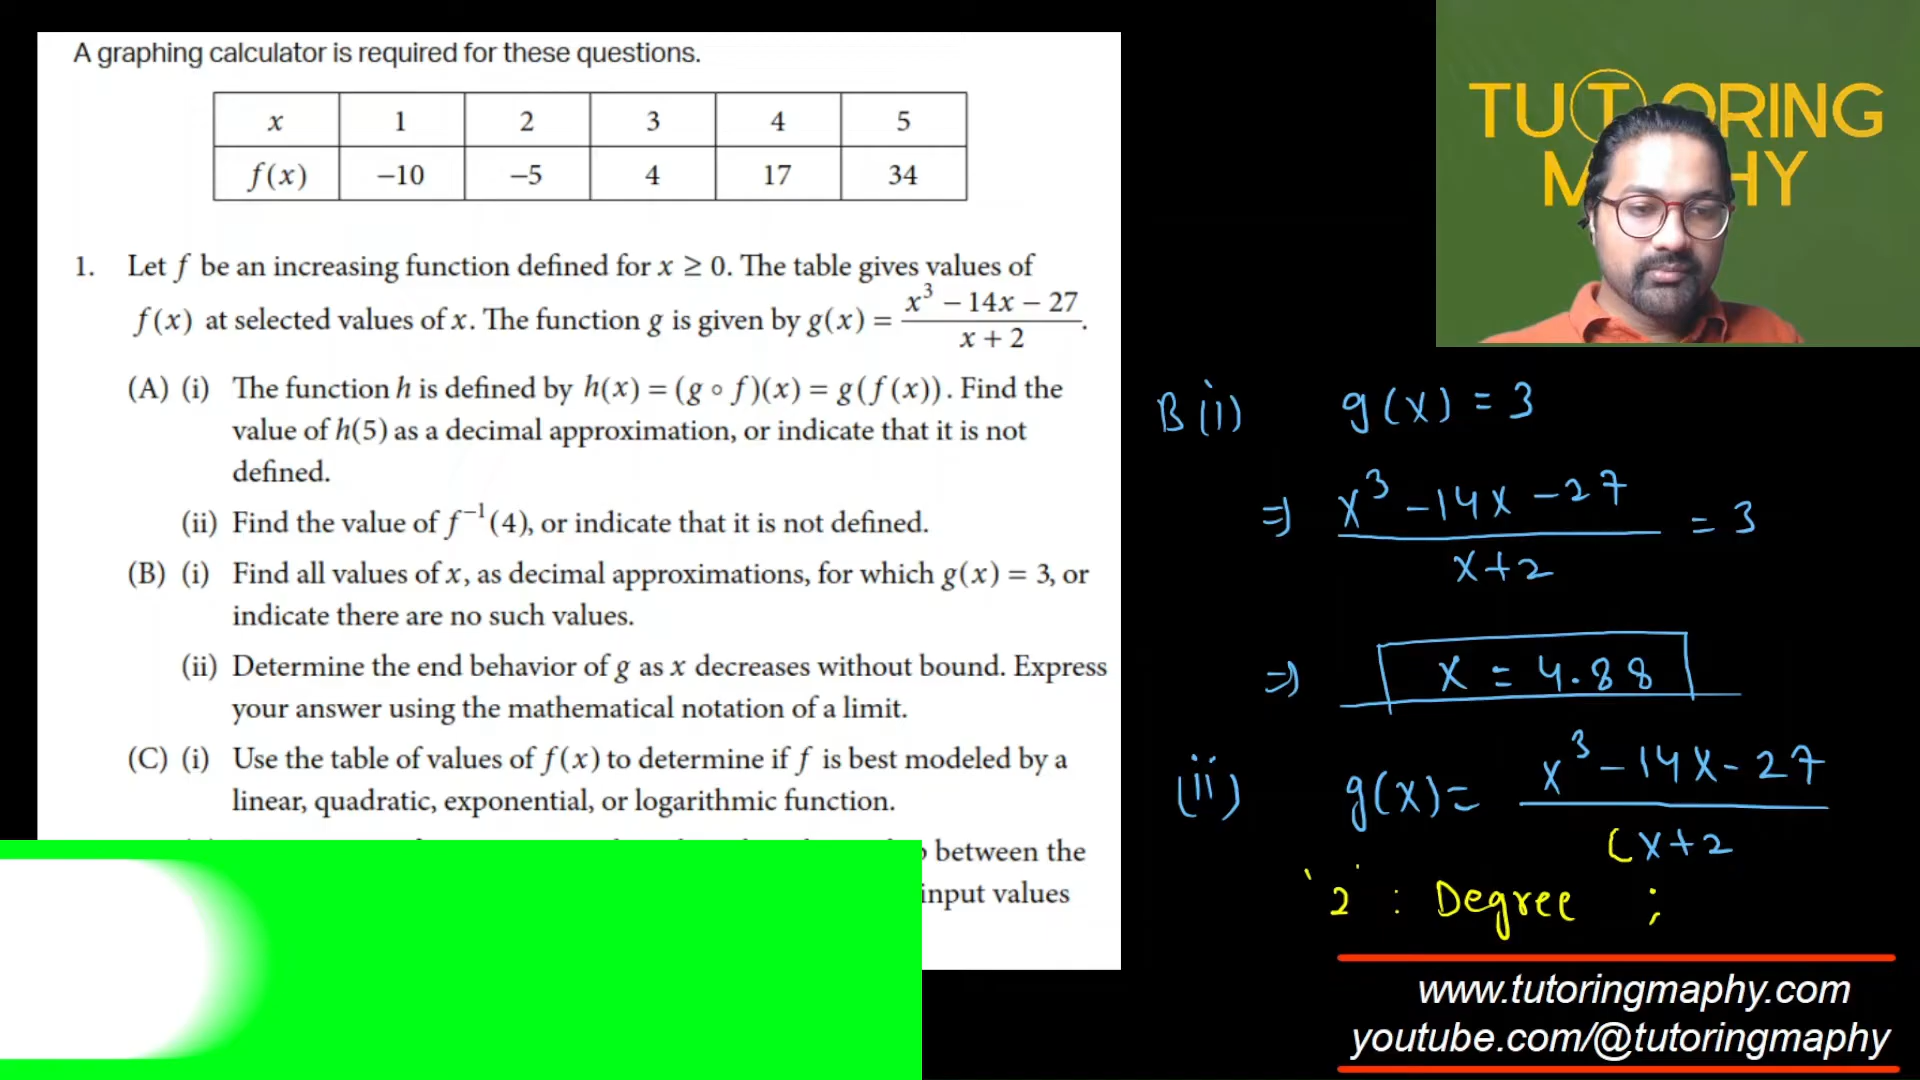 A graphing calculator is required for these questions.
x 1 2 3 4 5
f(x) −10 −5 4 17 34
1. Let f be an increasing function defined for x ≥ 0. The table gives values of
f(x) at selected values of x. The function g is given by g(x) = (x³ − 14x − 27)/(x + 2).
(A) (i) The function h is defined by h(x) = (g ∘ f)(x) = g(f(x)). Find the
value of h(5) as a decimal approximation, or indicate that it is not
defined.
(ii) Find the value of f⁻¹(4), or indicate that it is not defined.
(B) (i) Find all values of x, as decimal approximations, for which g(x) = 3, or
indicate there are no such values.
(ii) Determine the end behavior of g as x decreases without bound. Express
your answer using the mathematical notation of a limit.
(C) (i) Use the table of values of f(x) to determine if f is best modeled by a
linear, quadratic, exponential, or logarithmic function.
between the
input values
TUTORING
B(i) g(x) = 3
⇒ (x³ − 14x − 27)/(x+2) = 3
⇒ x = 4.88
(ii) g(x) = (x³ − 14x − 27)/(x+2
'2' : Degree ;
www.tutoringmaphy.com
youtube.com/@tutoringmaphy